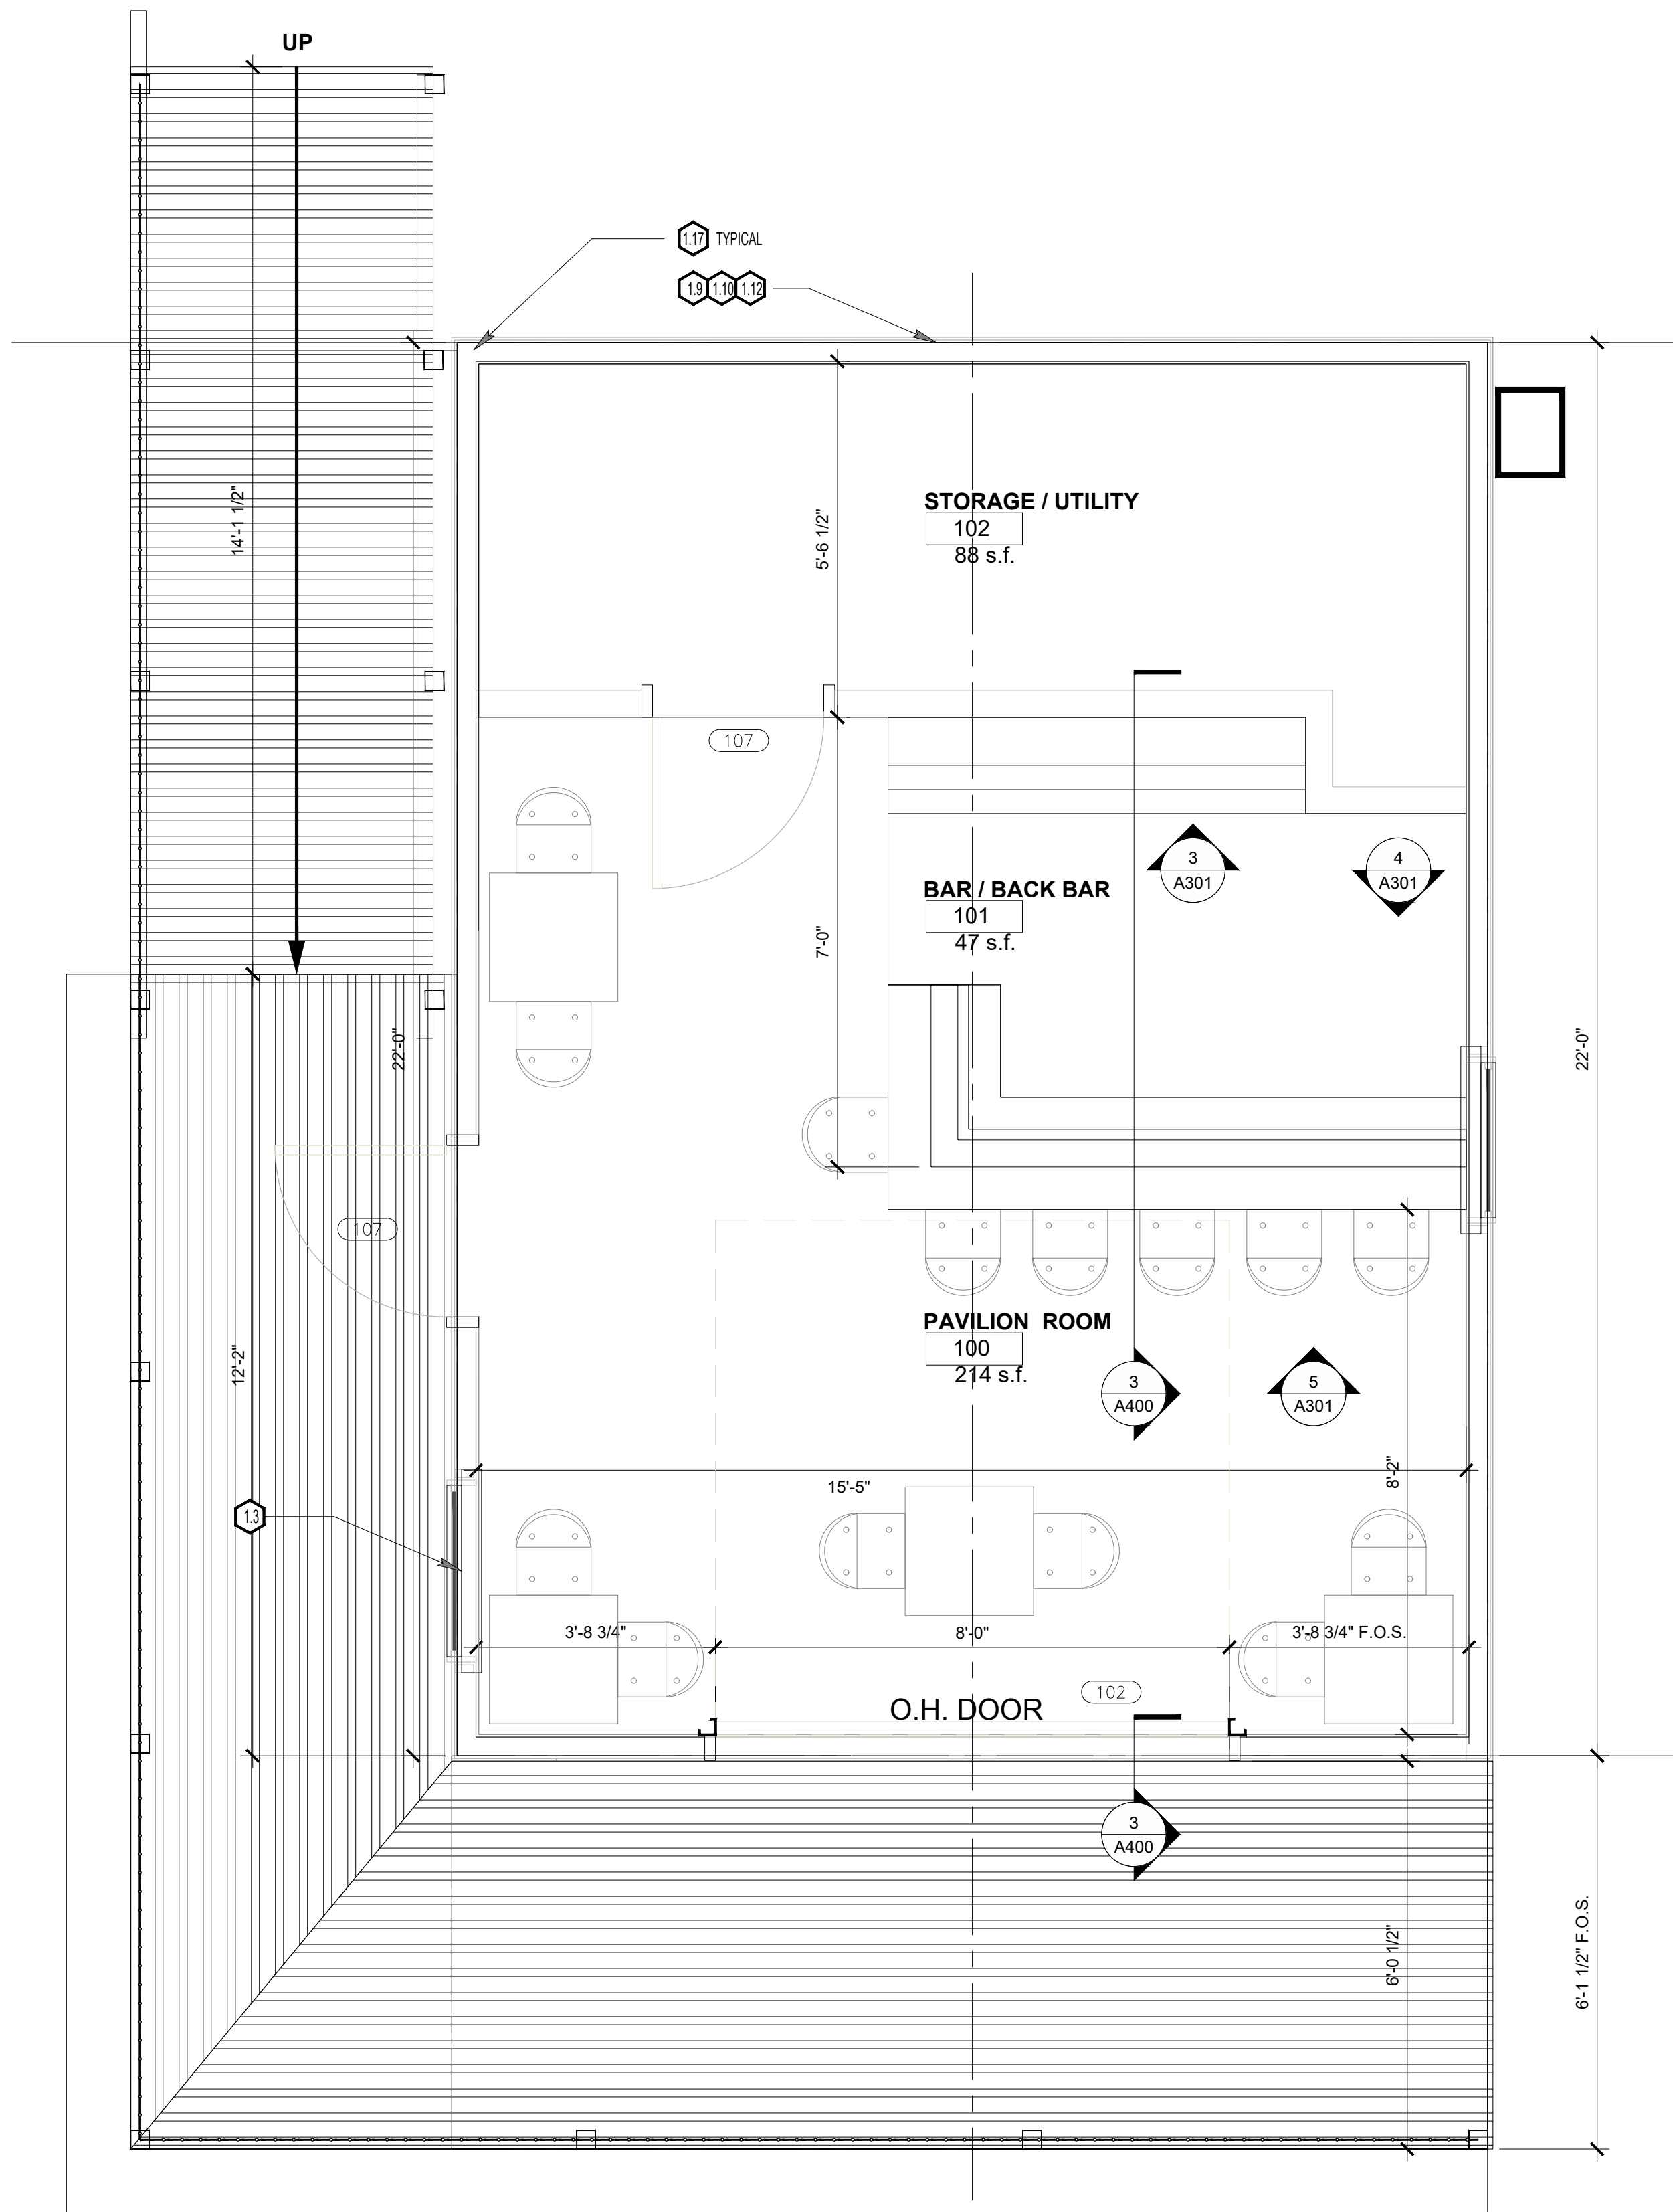 UP
1.17 TYPICAL
1.9 1.10 1.12
14'-1 1/2"
5'-6 1/2"
STORAGE / UTILITY
102
88 s.f.
107
3
A301
4
A301
BAR / BACK BAR
101
47 s.f.
7'-0"
22'-0"
22'-0"
107
PAVILION ROOM
100
214 s.f.
12'-2"
3
A400
5
A301
8'-2"
15'-5"
1.3
3'-8 3/4"
8'-0"
3'-8 3/4" F.O.S.
102
O.H. DOOR
3
A400
6'-0 1/2"
6'-1 1/2" F.O.S.